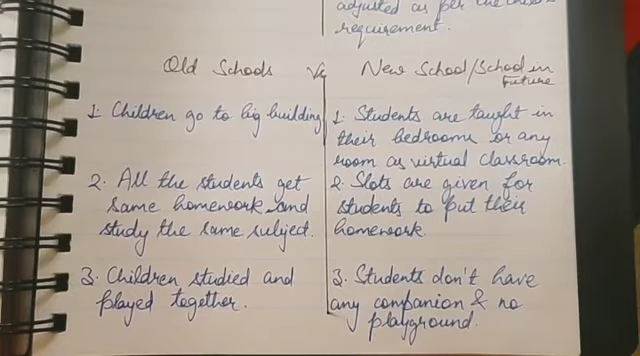 adjusted as per the
requirement.
Old Schools Vs New School/School in
Future
1. Children go to big building
1. Students are taught in
their bedrooms or any
room as virtual classroom.
2. All the students get
same homework and
study the same subject.
2. Slots are given for
students to put their
homework.
3. Children studied and
played together.
3. Students don't have
any companion & no
playground.